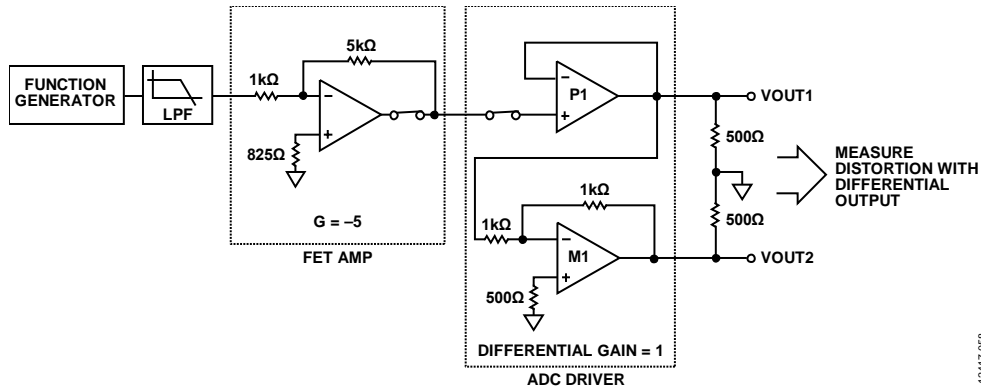 FUNCTION
GENERATOR
LPF
1kΩ
5kΩ
−
+
825Ω
G = –5
FET AMP
−
P1
+
1kΩ
1kΩ
−
M1
+
500Ω
DIFFERENTIAL GAIN = 1
ADC DRIVER
VOUT1
500Ω
500Ω
VOUT2
MEASURE
DISTORTION WITH
DIFFERENTIAL
OUTPUT